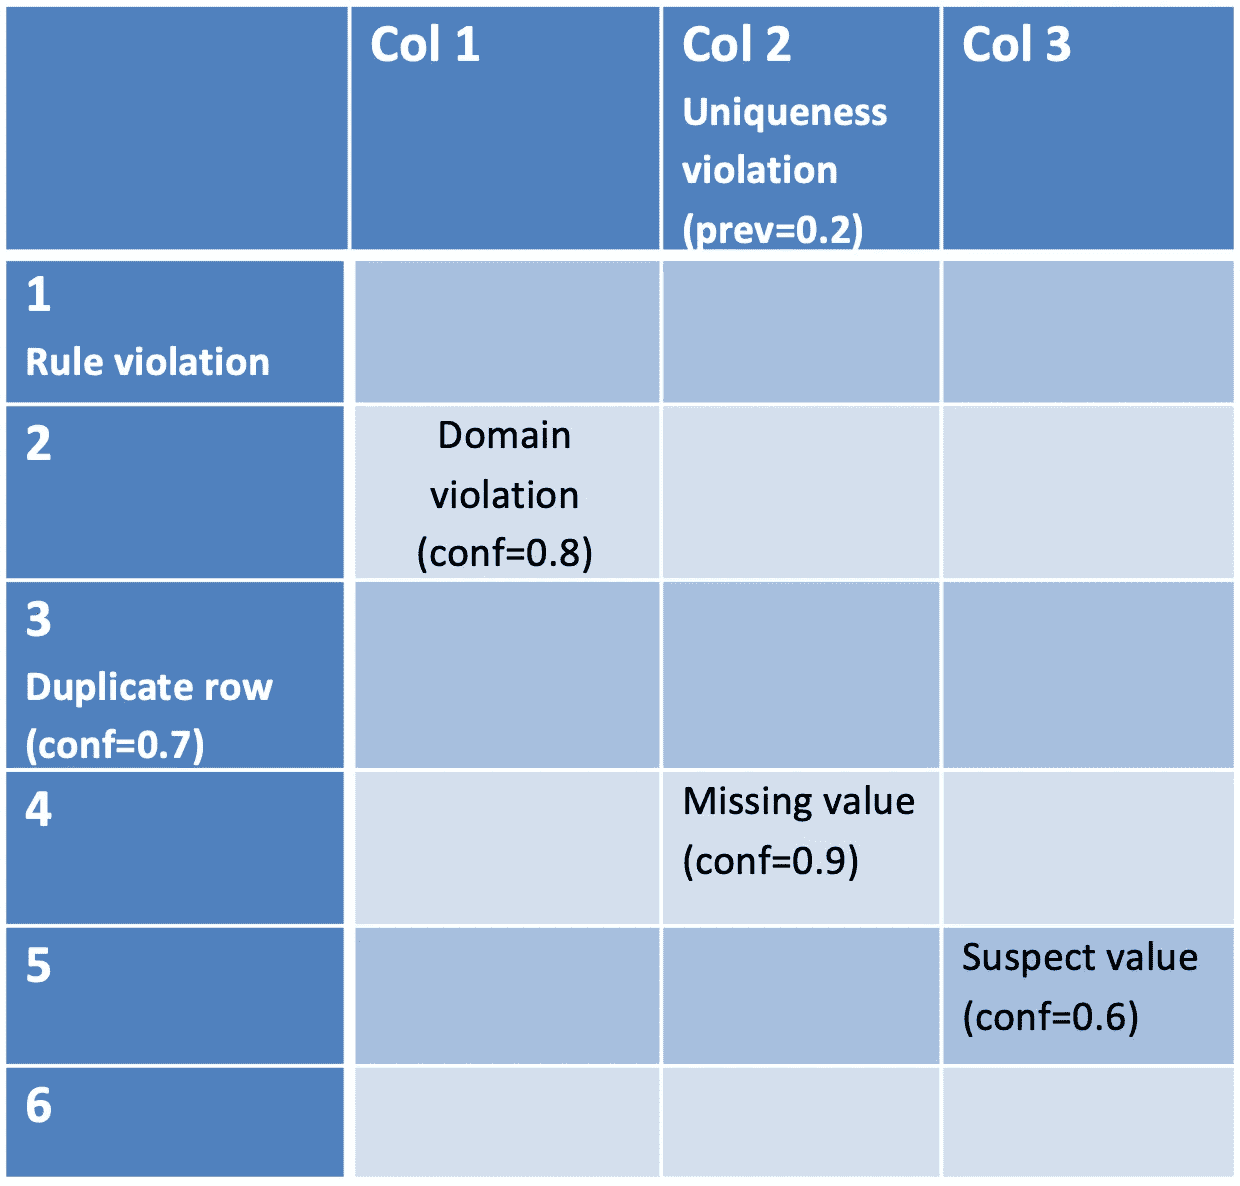 Col 1
Col 2
Uniqueness
violation
(prev=0.2)
Col 3
1
Rule violation
2
Domain
violation
(conf=0.8)
3
Duplicate row
(conf=0.7)
4
Missing value
(conf=0.9)
5
Suspect value
(conf=0.6)
6